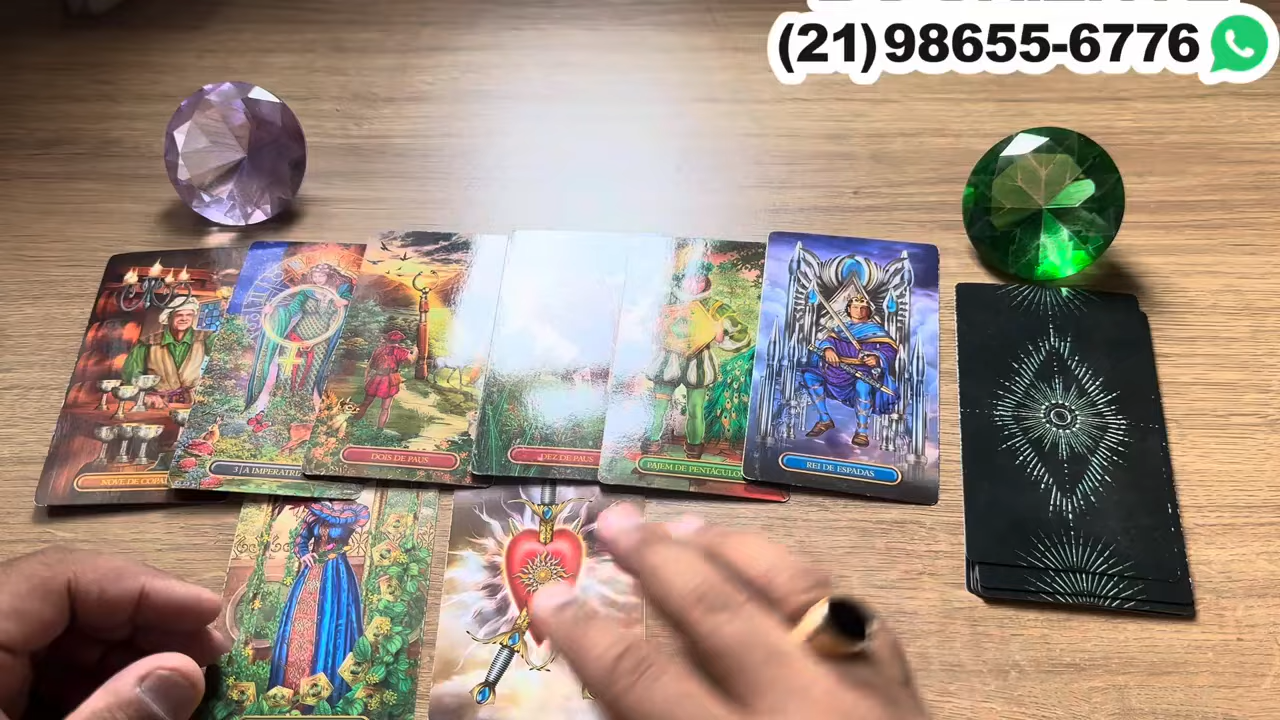 (21)98655-6776
NOVE DE COPAS
3 | A IMPERATRIZ
DOIS DE PAUS
DEZ DE PAUS
PAJEM DE PENTÁCULOS
REI DE ESPADAS